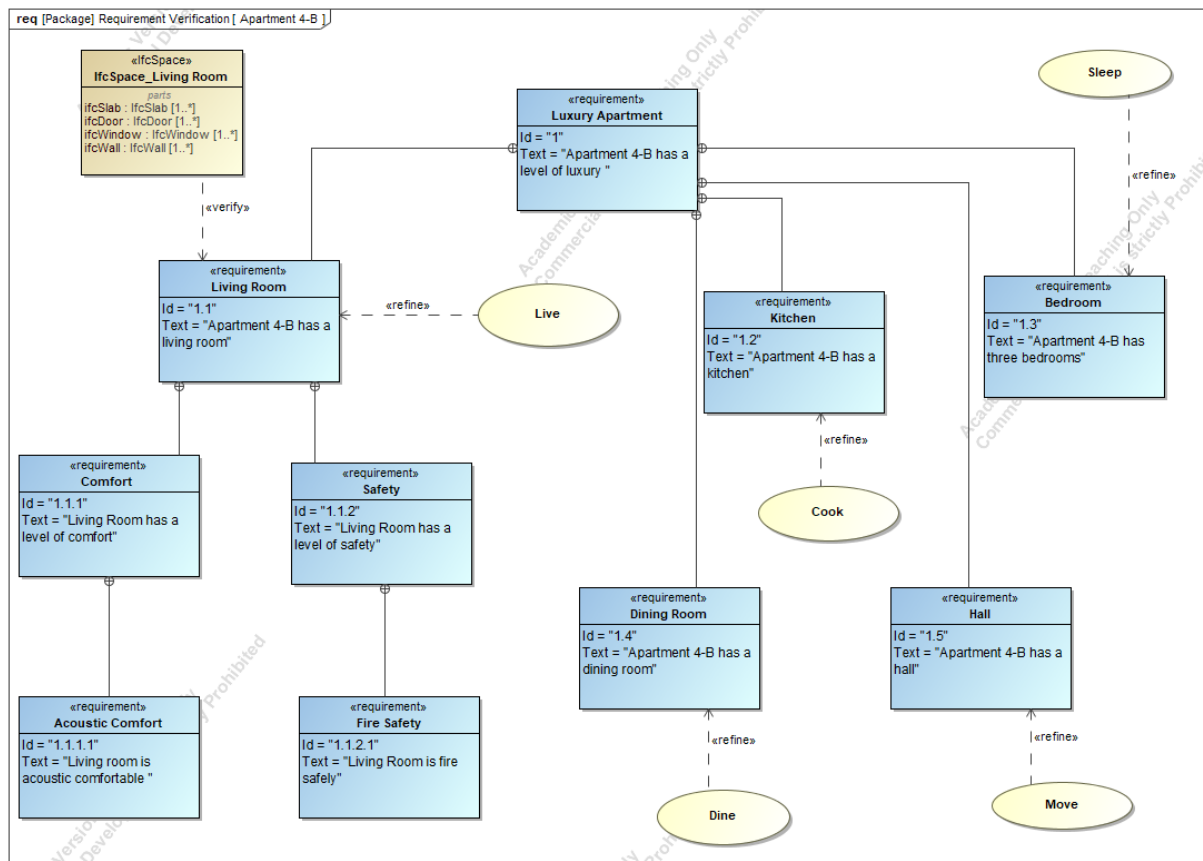 req [Package] Requirement Verification [ Apartment 4-B ]
«IfcSpace»
IfcSpace_Living Room
parts
ifcSlab : IfcSlab [1..*]
ifcDoor : IfcDoor [1..*]
ifcWindow : IfcWindow [1..*]
ifcWall : IfcWall [1..*]
«verify»
«requirement»
Luxury Apartment
Id = "1"
Text = "Apartment 4-B has a
level of luxury "
Sleep
«refine»
«requirement»
Living Room
Id = "1.1"
Text = "Apartment 4-B has a
living room"
«refine»
Live
«requirement»
Kitchen
Id = "1.2"
Text = "Apartment 4-B has a
kitchen"
«refine»
Cook
«requirement»
Bedroom
Id = "1.3"
Text = "Apartment 4-B has
three bedrooms"
«requirement»
Comfort
Id = "1.1.1"
Text = "Living Room has a
level of comfort"
«requirement»
Safety
Id = "1.1.2"
Text = "Living Room has a
level of safety"
«requirement»
Dining Room
Id = "1.4"
Text = "Apartment 4-B has a
dining room"
«refine»
Dine
«requirement»
Hall
Id = "1.5"
Text = "Apartment 4-B has a
hall"
«refine»
Move
«requirement»
Acoustic Comfort
Id = "1.1.1.1"
Text = "Living room is
acoustic comfortable "
«requirement»
Fire Safety
Id = "1.1.2.1"
Text = "Living Room is fire
safely"